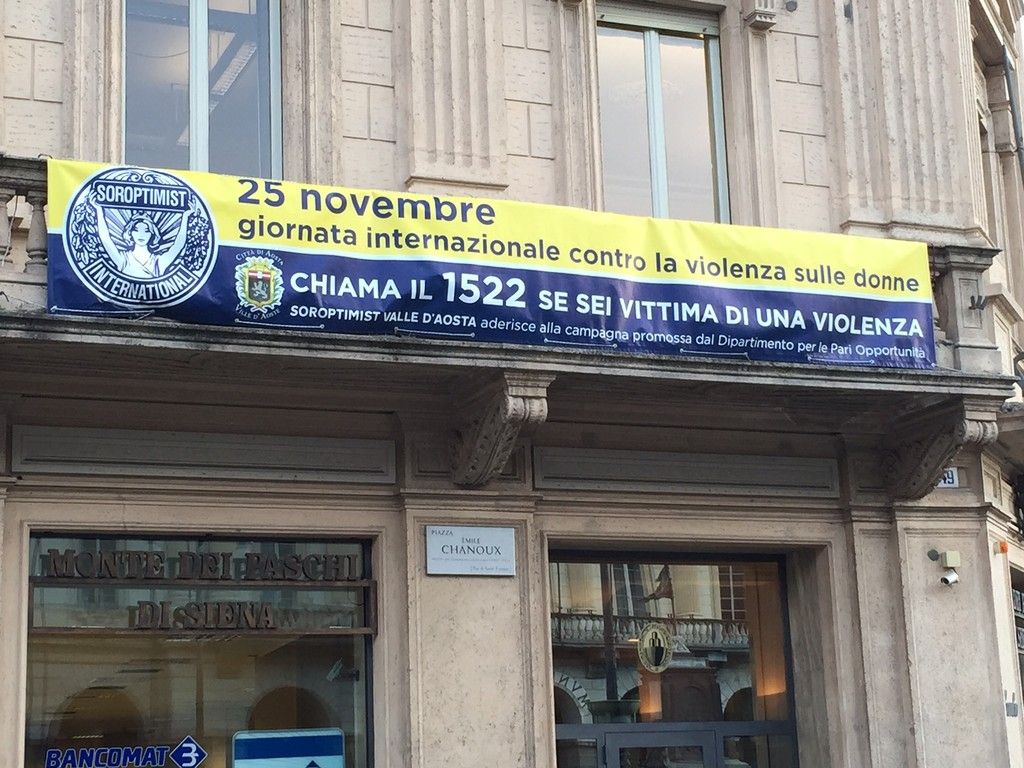 SOROPTIMIST
INTERNATIONAL
25 novembre
giornata internazionale contro la violenza sulle donne
CITTÀ DI AOSTA
VILLE D'AOSTE
CHIAMA IL 1522 SE SEI VITTIMA DI UNA VIOLENZA
SOROPTIMIST VALLE D'AOSTA aderisce alla campagna promossa dal Dipartimento per le Pari Opportunità
PIAZZA
ÉMILE
CHANOUX
49
MONTE DEI PASCHI
DI SIENA
BANCOMAT 3